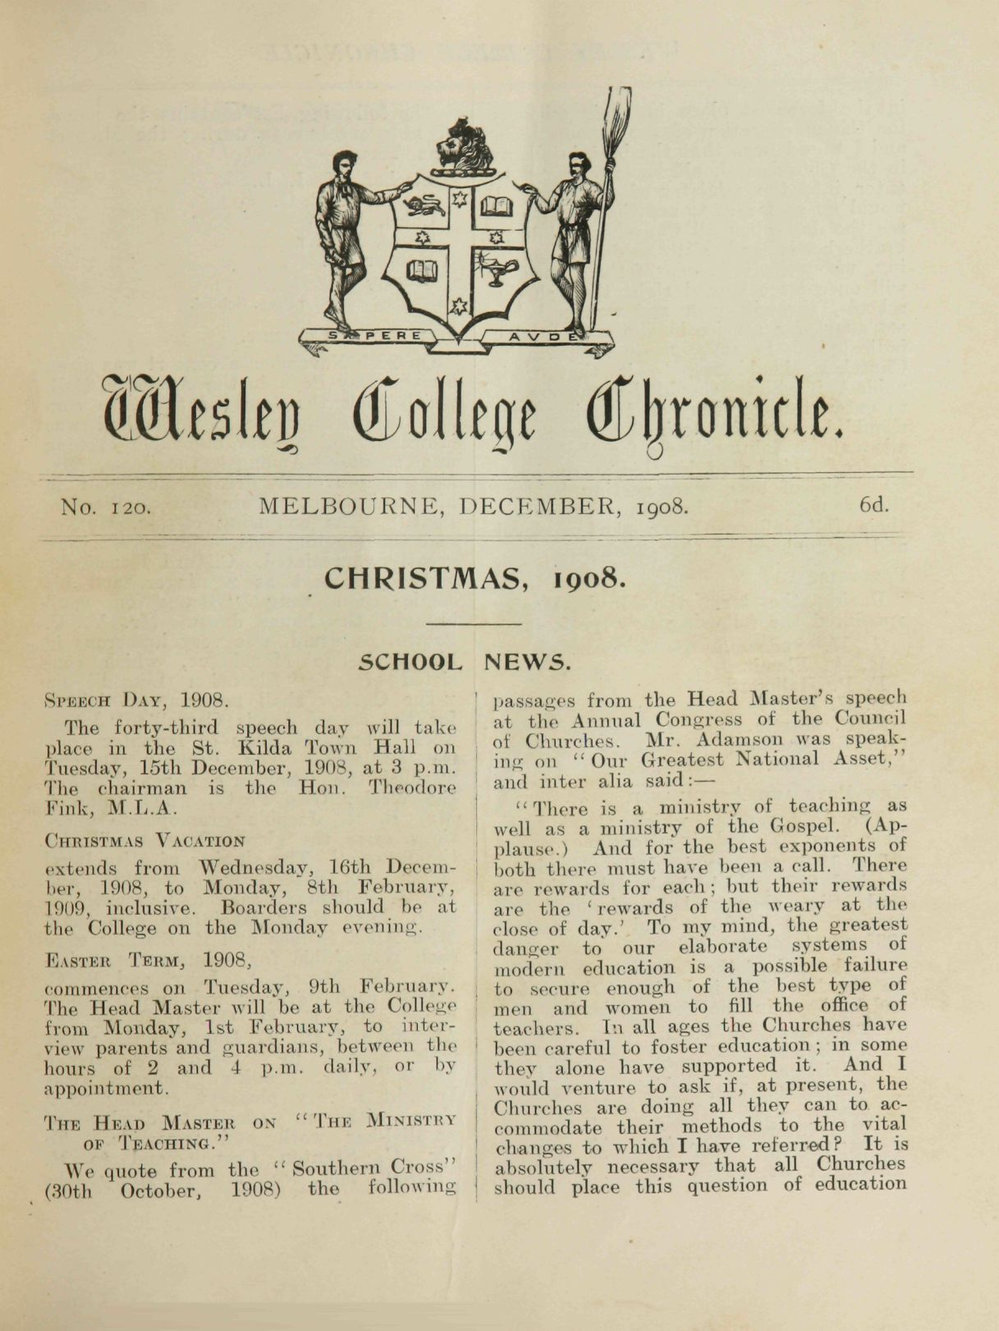 SAPERE AVDE
Wesley College Chronicle.
No. 120. MELBOURNE, DECEMBER, 1908. 6d.
CHRISTMAS, 1908.
SCHOOL NEWS.
SPEECH DAY, 1908.
The forty-third speech day will take
place in the St. Kilda Town Hall on
Tuesday, 15th December, 1908, at 3 p.m.
The chairman is the Hon. Theodore
Fink, M.L.A.
CHRISTMAS VACATION
extends from Wednesday, 16th Decem-
ber, 1908, to Monday, 8th February,
1909, inclusive. Boarders should be at
the College on the Monday evening.
EASTER TERM, 1908,
commences on Tuesday, 9th February.
The Head Master will be at the College
from Monday, 1st February, to inter-
view parents and guardians, between the
hours of 2 and 4 p.m. daily, or by
appointment.
THE HEAD MASTER ON "THE MINISTRY
OF TEACHING."
We quote from the "Southern Cross"
(30th October, 1908) the following
passages from the Head Master's speech
at the Annual Congress of the Council
of Churches. Mr. Adamson was speak-
ing on "Our Greatest National Asset,"
and inter alia said:—
"There is a ministry of teaching as
well as a ministry of the Gospel. (Ap-
plause.) And for the best exponents of
both there must have been a call. There
are rewards for each; but their rewards
are the 'rewards of the weary at the
close of day.' To my mind, the greatest
danger to our elaborate systems of
modern education is a possible failure
to secure enough of the best type of
men and women to fill the office of
teachers. In all ages the Churches have
been careful to foster education; in some
they alone have supported it. And I
would venture to ask if, at present, the
Churches are doing all they can to ac-
commodate their methods to the vital
changes to which I have referred? It is
absolutely necessary that all Churches
should place this question of education